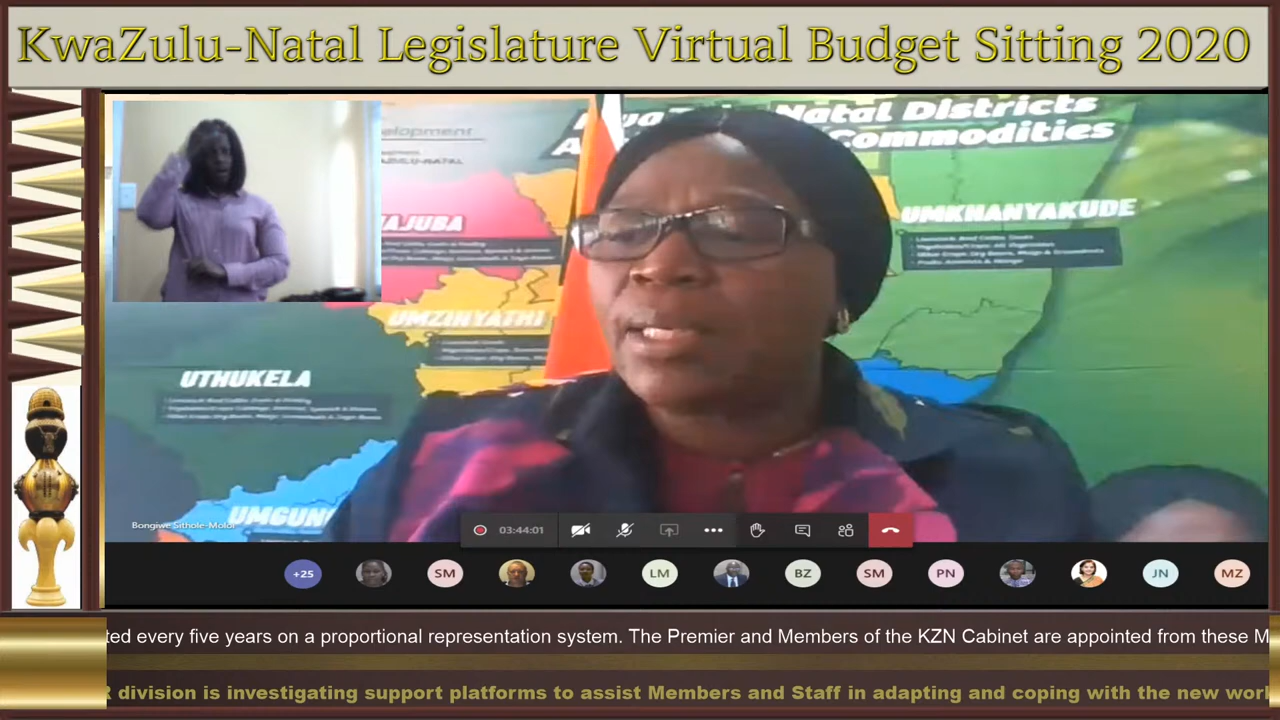 KwaZulu-Natal Legislature Virtual Budget Sitting 2020
Natal Districts
Commodities
UMKHANYAKUDE
AJUBA
UMZINYATHI
UTHUKELA
UMGUN
Bongiwe Sithole-Moloi
03:44:01
+25
SM
LM
BZ
SM
PN
JN
MZ
ted every five years on a proportional representation system. The Premier and Members of the KZN Cabinet are appointed from these M
R division is investigating support platforms to assist Members and Staff in adapting and coping with the new worl